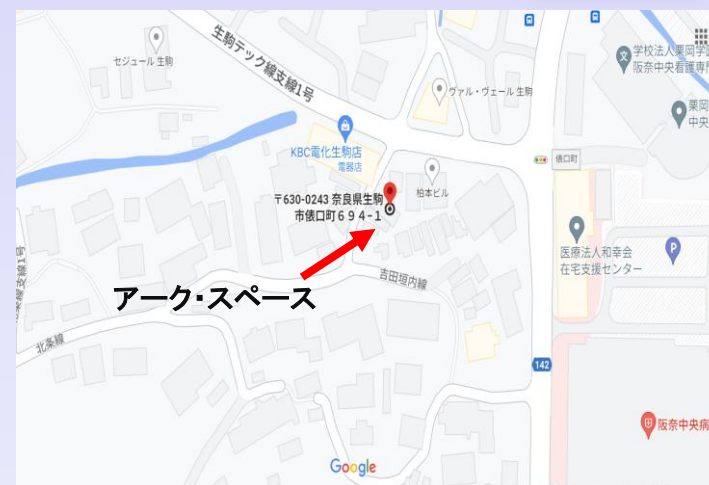 生駒テック線支線1号
セジュール 生駒
学校法人栗岡学
阪奈中央看護専
ヴァル・ヴェール 生駒
栗岡
中央
KBC電化生駒店
電器店
俵口町
柏本ビル
〒630-0243 奈良県生駒
市俵口町６９４-１
医療法人和幸会
在宅支援センター
P
吉田垣内線
アーク・スペース
北条線
142
阪奈中央病
Google